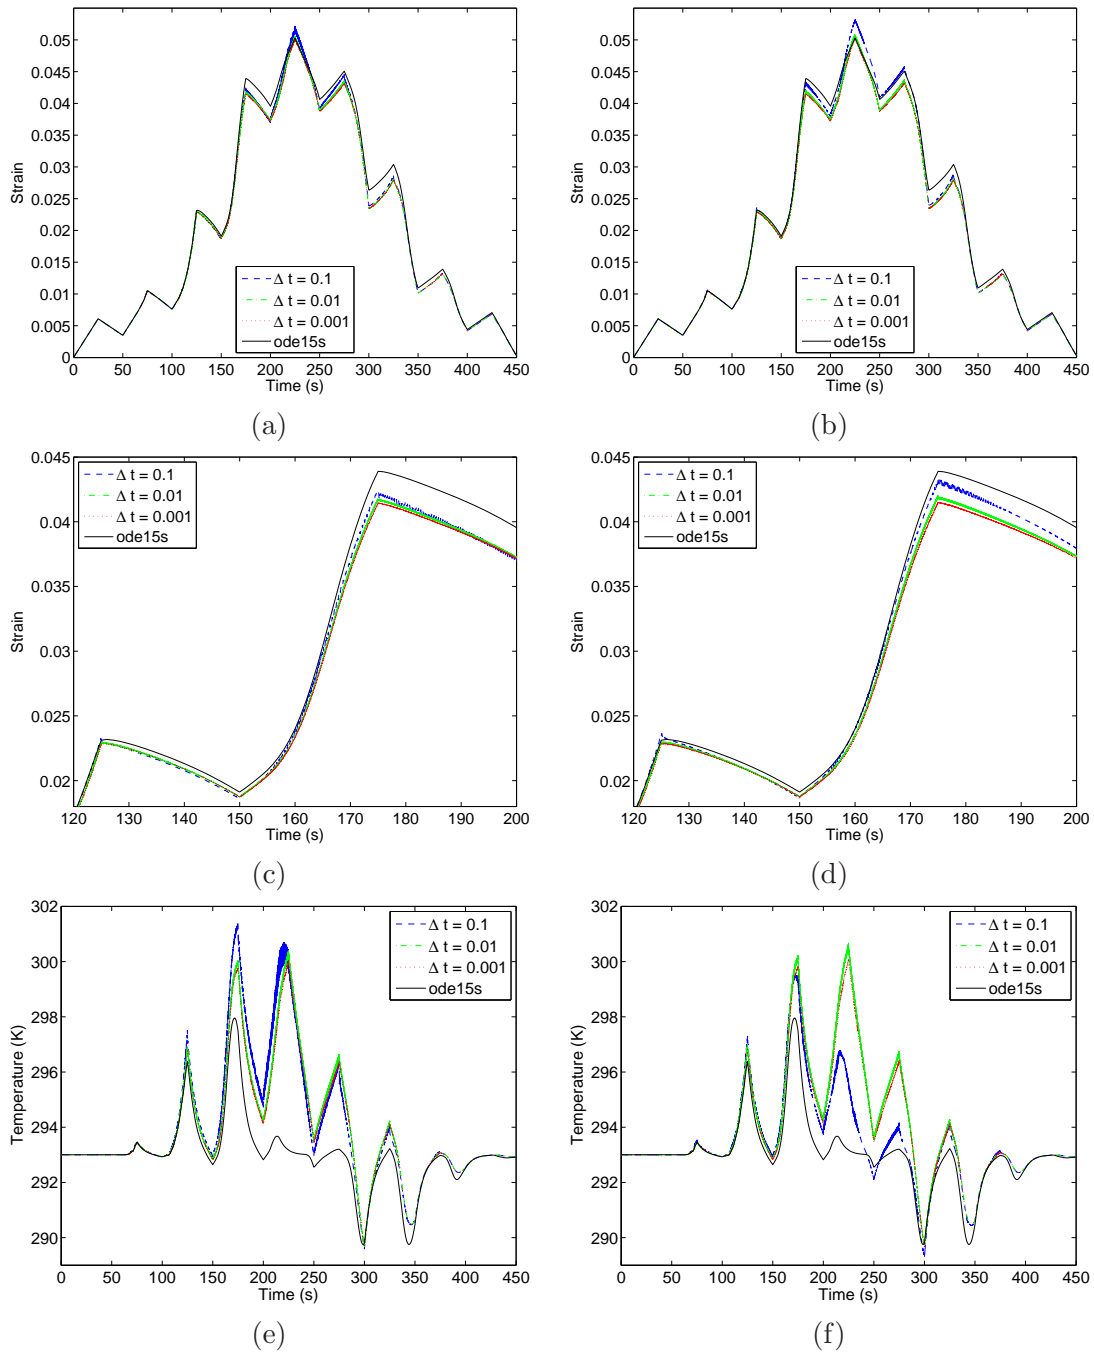 0.05
0.045
0.04
0.035
0.03
0.025
0.02
0.015
0.01
0.005
0
Strain
Δ t = 0.1
Δ t = 0.01
Δ t = 0.001
ode15s
0 50 100 150 200 250 300 350 400 450
Time (s)
(a)
0.05
0.045
0.04
0.035
0.03
0.025
0.02
0.015
0.01
0.005
0
Strain
Δ t = 0.1
Δ t = 0.01
Δ t = 0.001
ode15s
0 50 100 150 200 250 300 350 400 450
Time (s)
(b)
0.045
0.04
0.035
0.03
0.025
0.02
Strain
Δ t = 0.1
Δ t = 0.01
Δ t = 0.001
ode15s
120 130 140 150 160 170 180 190 200
Time (s)
(c)
0.045
0.04
0.035
0.03
0.025
0.02
Strain
Δ t = 0.1
Δ t = 0.01
Δ t = 0.001
ode15s
120 130 140 150 160 170 180 190 200
Time (s)
(d)
302
300
298
296
294
292
290
Temperature (K)
Δ t = 0.1
Δ t = 0.01
Δ t = 0.001
ode15s
0 50 100 150 200 250 300 350 400 450
Time (s)
(e)
302
300
298
296
294
292
290
Temperature (K)
Δ t = 0.1
Δ t = 0.01
Δ t = 0.001
ode15s
0 50 100 150 200 250 300 350 400 450
Time (s)
(f)